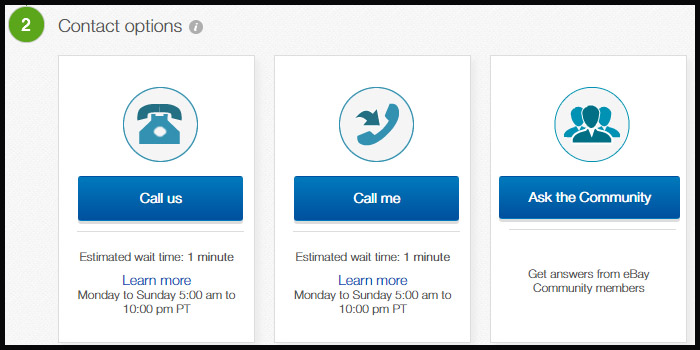 2
Contact options
Call us
Estimated wait time: 1 minute
Learn more
Monday to Sunday 5:00 am to
10:00 pm PT
Call me
Estimated wait time: 1 minute
Learn more
Monday to Sunday 5:00 am to
10:00 pm PT
Ask the Community
Get answers from eBay
Community members